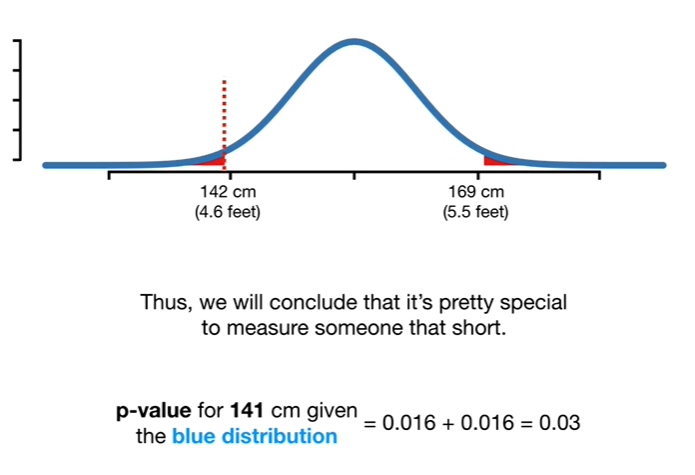 142 cm
(4.6 feet)
169 cm
(5.5 feet)
Thus, we will conclude that it’s pretty special
to measure someone that short.
p-value for 141 cm given
the blue distribution
= 0.016 + 0.016 = 0.03